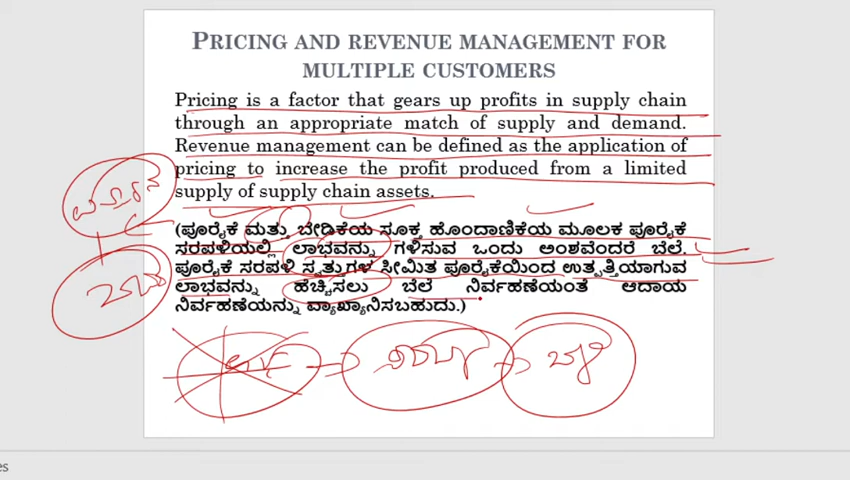 PRICING AND REVENUE MANAGEMENT FOR
MULTIPLE CUSTOMERS
Pricing is a factor that gears up profits in supply chain
through an appropriate match of supply and demand.
Revenue management can be defined as the application of
pricing to increase the profit produced from a limited
supply of supply chain assets.
(ಪೂರೈಕೆ ಮತ್ತು ಬೇಡಿಕೆಯ ಸೂಕ್ತ ಹೊಂದಾಣಿಕೆಯ ಮೂಲಕ ಪೂರೈಕೆ
ಸರಪಳಿಯಲ್ಲಿ ಲಾಭವನ್ನು ಗಳಿಸುವ ಒಂದು ಅಂಶವೆಂದರೆ ಬೆಲೆ.
ಪೂರೈಕೆ ಸರಪಳಿ ಸ್ವತ್ತುಗಳ ಸೀಮಿತ ಪೂರೈಕೆಯಿಂದ ಉತ್ಪತ್ತಿಯಾಗುವ
ಲಾಭವನ್ನು ಹೆಚ್ಚಿಸಲು ಬೆಲೆ ನಿರ್ವಹಣೆಯಂತೆ ಆದಾಯ
ನಿರ್ವಹಣೆಯನ್ನು ವ್ಯಾಖ್ಯಾನಿಸಬಹುದು.)
es